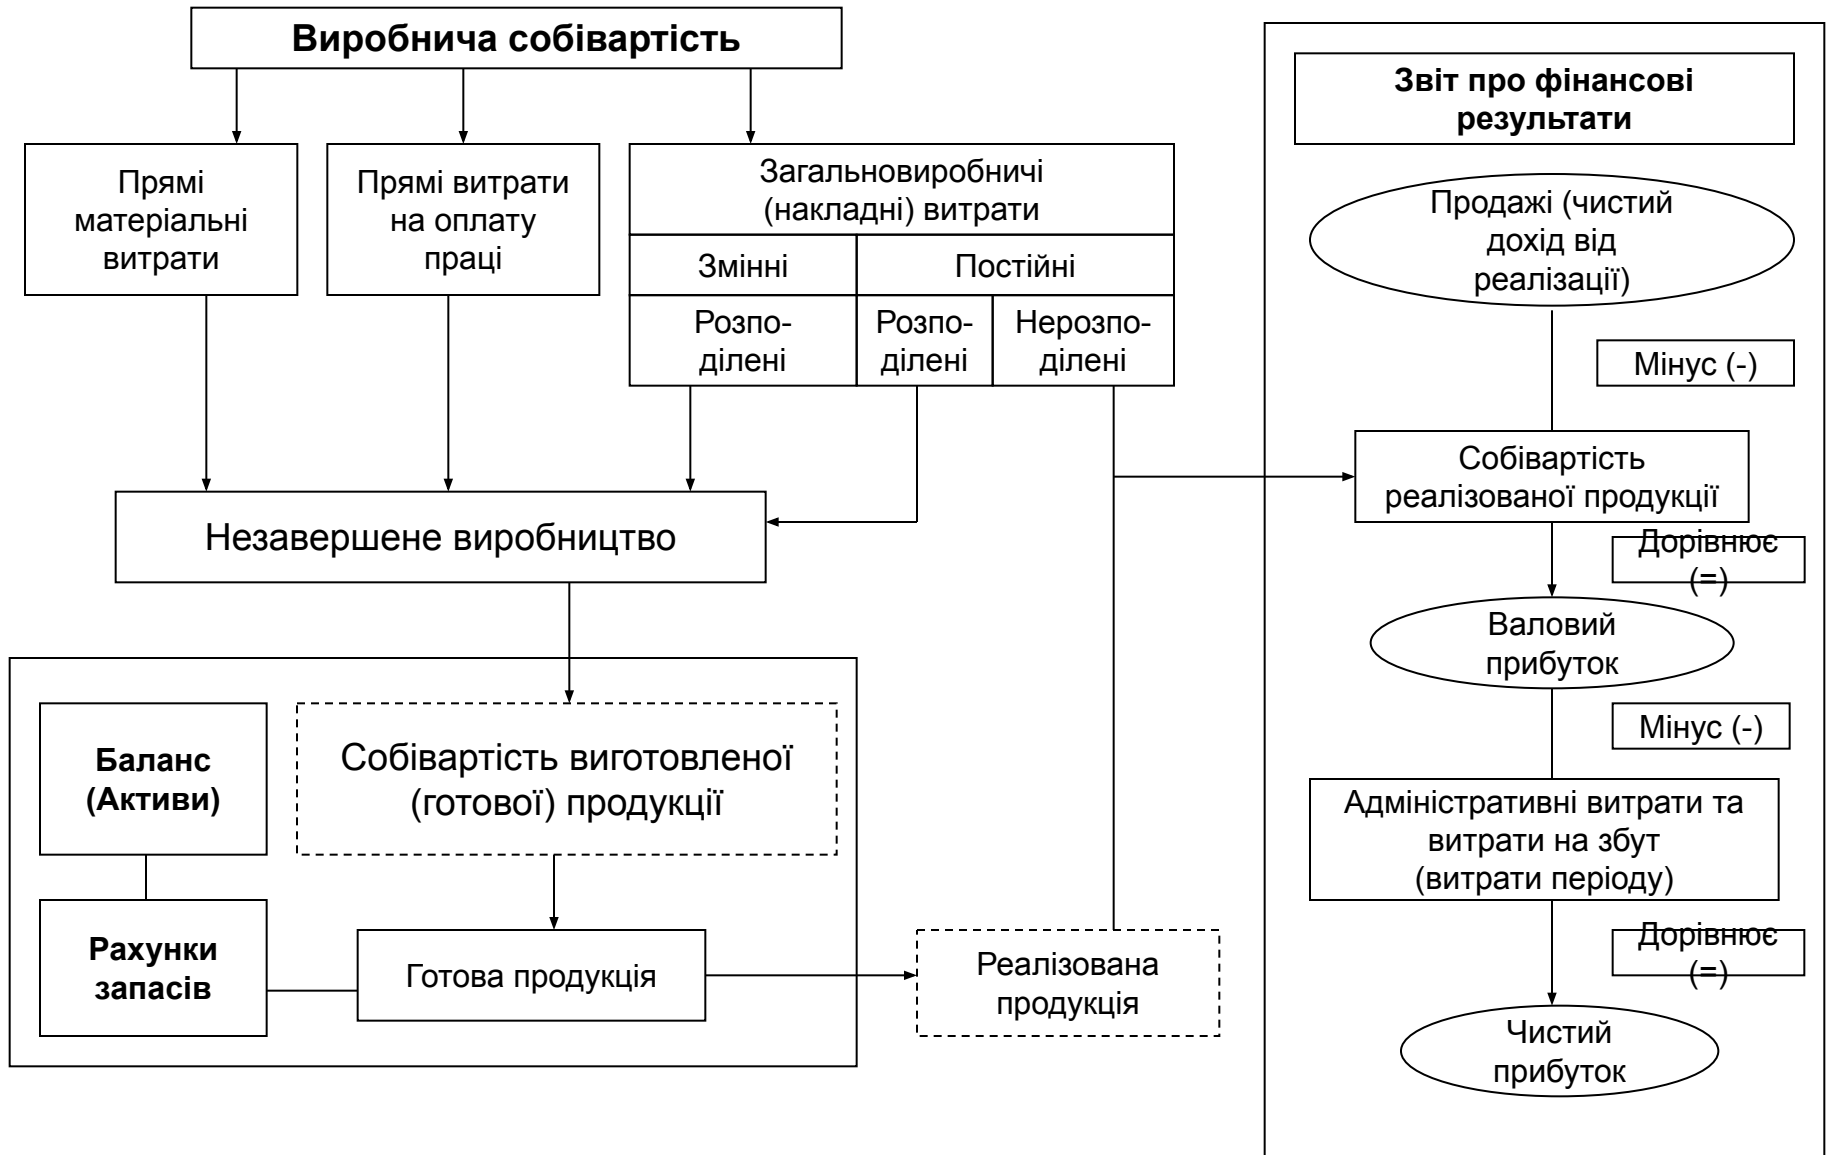 Виробнича собівартість
Прямі
матеріальні
витрати
Прямі витрати
на оплату
праці
Загальновиробничі
(накладні) витрати
Змінні
Постійні
Розпо-
ділені
Розпо-
ділені
Нерозпо-
ділені
Незавершене виробництво
Баланс
(Активи)
Собівартість виготовленої
(готової) продукції
Рахунки
запасів
Готова продукція
Реалізована
продукція
Звіт про фінансові
результати
Продажі (чистий
дохід від
реалізації)
Мінус (-)
Собівартість
реалізованої продукції
Дорівнює
(=)
Валовий
прибуток
Мінус (-)
Адміністративні витрати та
витрати на збут
(витрати періоду)
Дорівнює
(=)
Чистий
прибуток